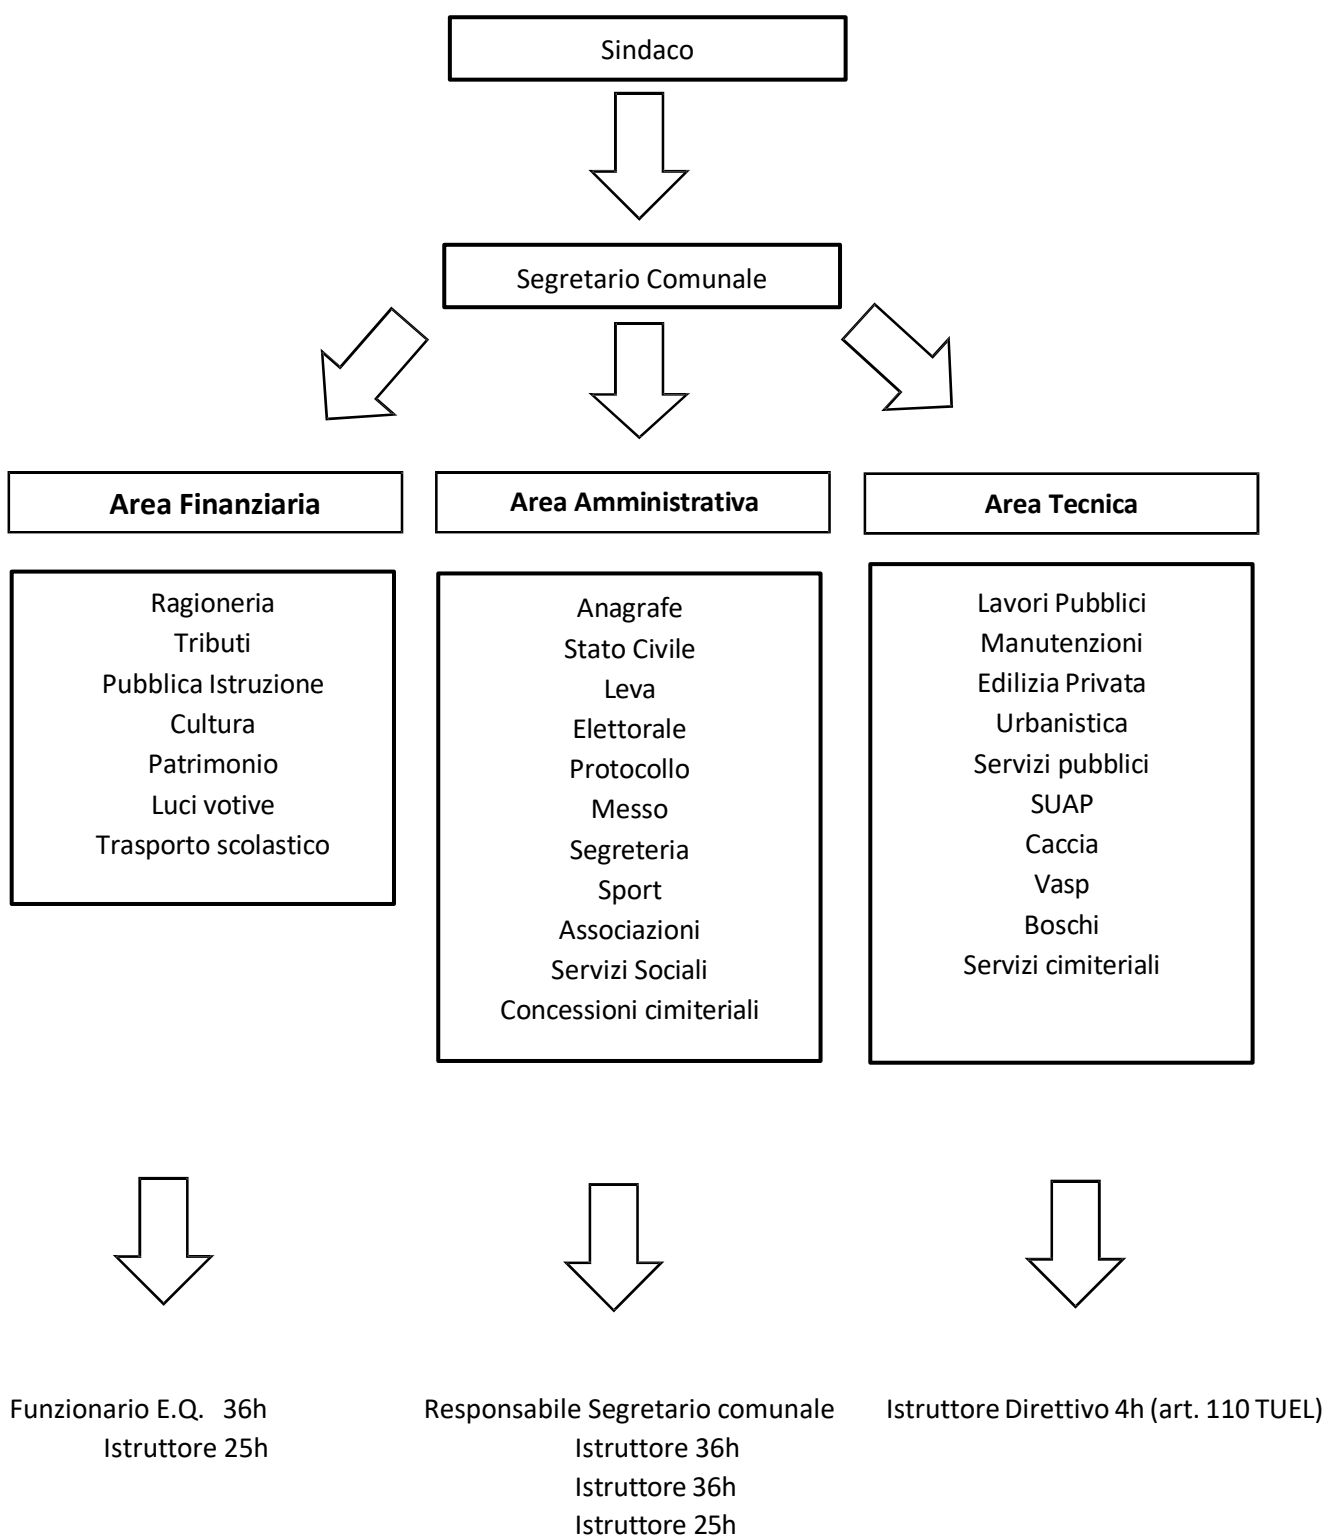 Sindaco
Segretario Comunale
Area Finanziaria
Ragioneria
Tributi
Pubblica Istruzione
Cultura
Patrimonio
Luci votive
Trasporto scolastico
Area Amministrativa
Anagrafe
Stato Civile
Leva
Elettorale
Protocollo
Messo
Segreteria
Sport
Associazioni
Servizi Sociali
Concessioni cimiteriali
Area Tecnica
Lavori Pubblici
Manutenzioni
Edilizia Privata
Urbanistica
Servizi pubblici
SUAP
Caccia
Vasp
Boschi
Servizi cimiteriali
Funzionario E.Q. 36h
Istruttore 25h
Responsabile Segretario comunale
Istruttore 36h
Istruttore 36h
Istruttore 25h
Istruttore Direttivo 4h (art. 110 TUEL)